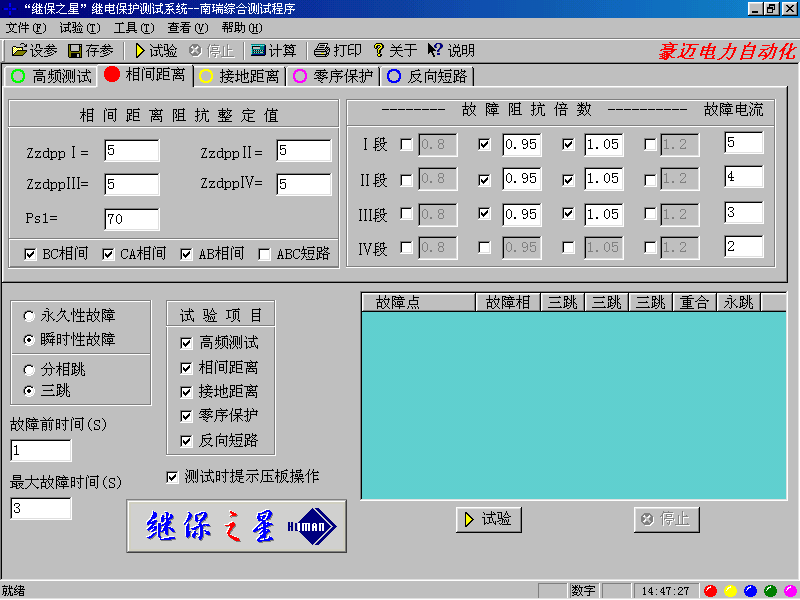 “继保之星”继电保护测试系统--南瑞综合测试程序
文件(F) 试验(T) 工具(T) 查看(V) 帮助(H)
设参 存参 试验 停止 计算 打印 关于 说明
豪迈电力自动化
高频测试 相间距离 接地距离 零序保护 反向短路
相 间 距 离 阻 抗 整 定 值
ZzdppⅠ= 5 ZzdppⅡ= 5
ZzdppⅢ= 5 ZzdppⅣ= 5
Ps1= 70
BC相间 CA相间 AB相间 ABC短路
-------- 故 障 阻 抗 倍 数 ---------- 故障电流
Ⅰ段 0.8 0.95 1.05 1.2 5
Ⅱ段 0.8 0.95 1.05 1.2 4
Ⅲ段 0.8 0.95 1.05 1.2 3
Ⅳ段 0.8 0.95 1.05 1.2 2
永久性故障
瞬时性故障
分相跳
三跳
故障前时间(S)
1
最大故障时间(S)
3
试 验 项 目
高频测试
相间距离
接地距离
零序保护
反向短路
测试时提示压板操作
继保之星 HUMAN
故障点 故障相 三跳 三跳 三跳 重合 永跳
试验 停止
就绪 数字 14:47:27